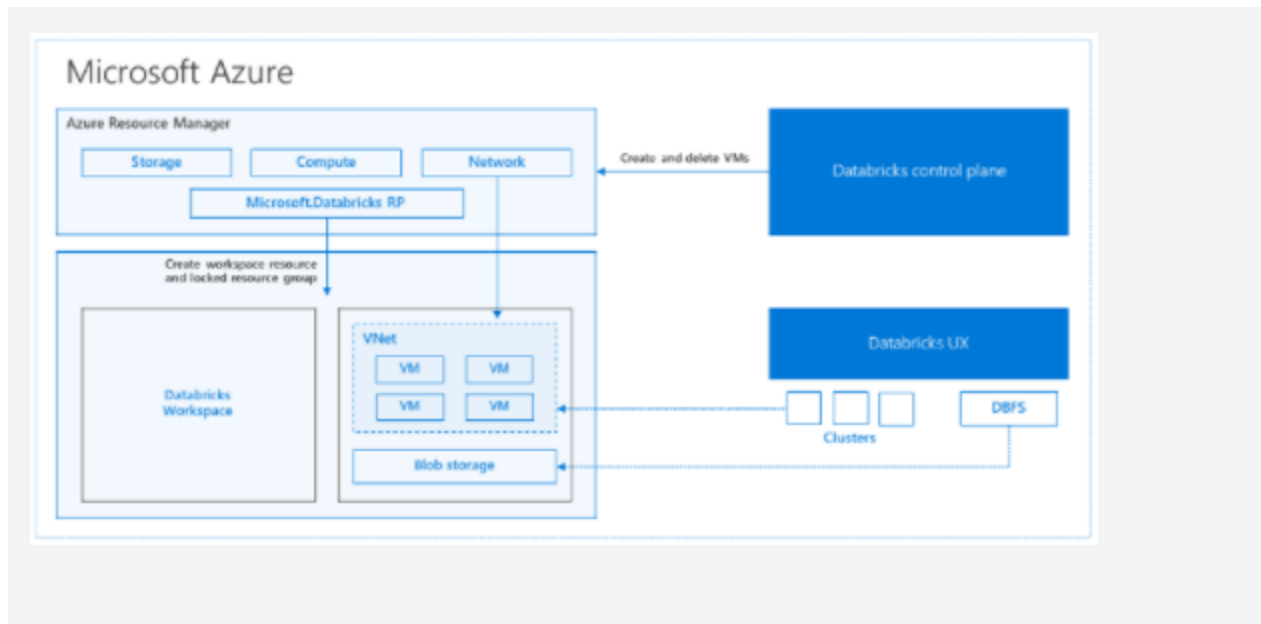 Microsoft Azure
Azure Resource Manager
Storage
Compute
Network
Microsoft.Databricks RP
Create and delete VMs
Databricks control plane
Create workspace resource
and locked resource group
Databricks
Workspace
VNet
VM
VM
VM
VM
Blob storage
Databricks UX
Clusters
DBFS